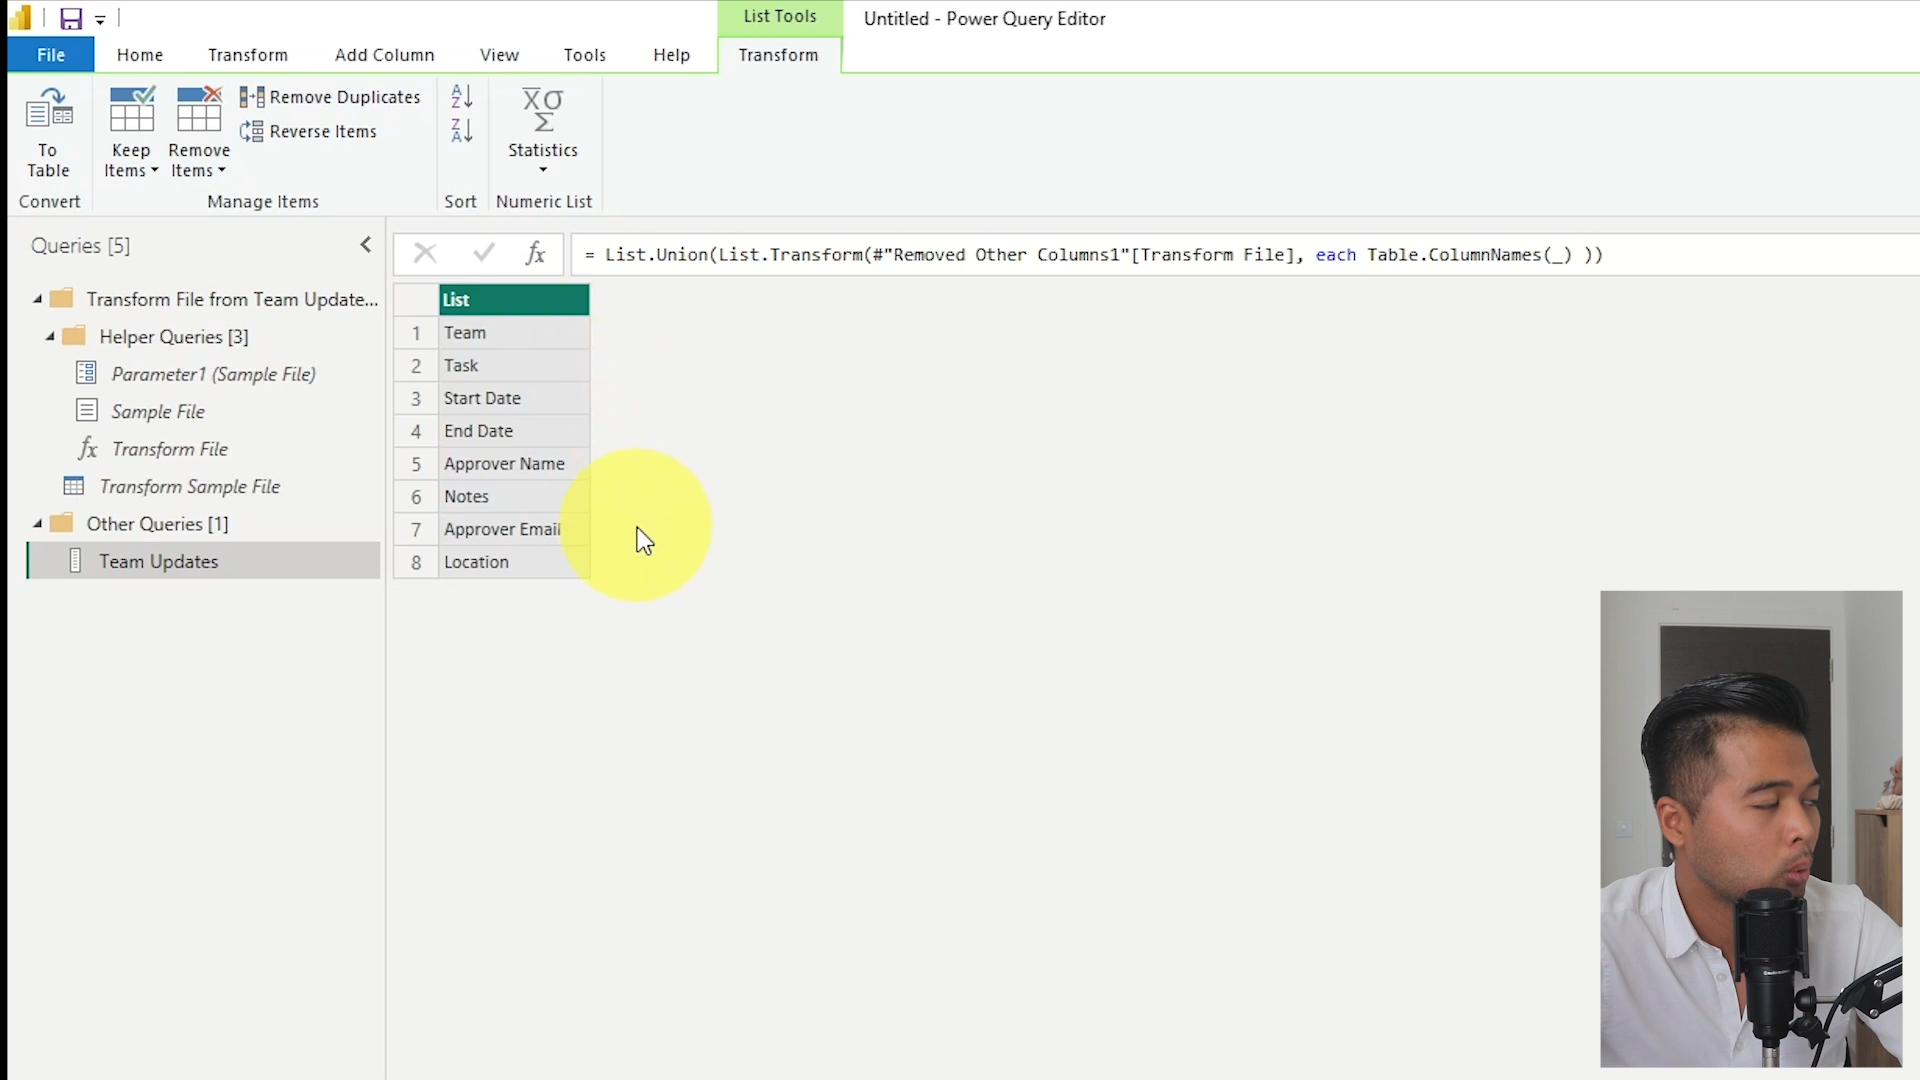 List Tools
Untitled - Power Query Editor
File
Home
Transform
Add Column
View
Tools
Help
Transform
To
Table
Keep
Items
Remove
Items
Remove Duplicates
Reverse Items
A
Z
Z
A
X̅σ
Σ
Statistics
Convert
Manage Items
Sort
Numeric List
Queries [5]
fx
= List.Union(List.Transform(#"Removed Other Columns1"[Transform File], each Table.ColumnNames(_) ))
Transform File from Team Update...
Helper Queries [3]
Parameter1 (Sample File)
Sample File
fx Transform File
Transform Sample File
Other Queries [1]
Team Updates
List
1 Team
2 Task
3 Start Date
4 End Date
5 Approver Name
6 Notes
7 Approver Email
8 Location